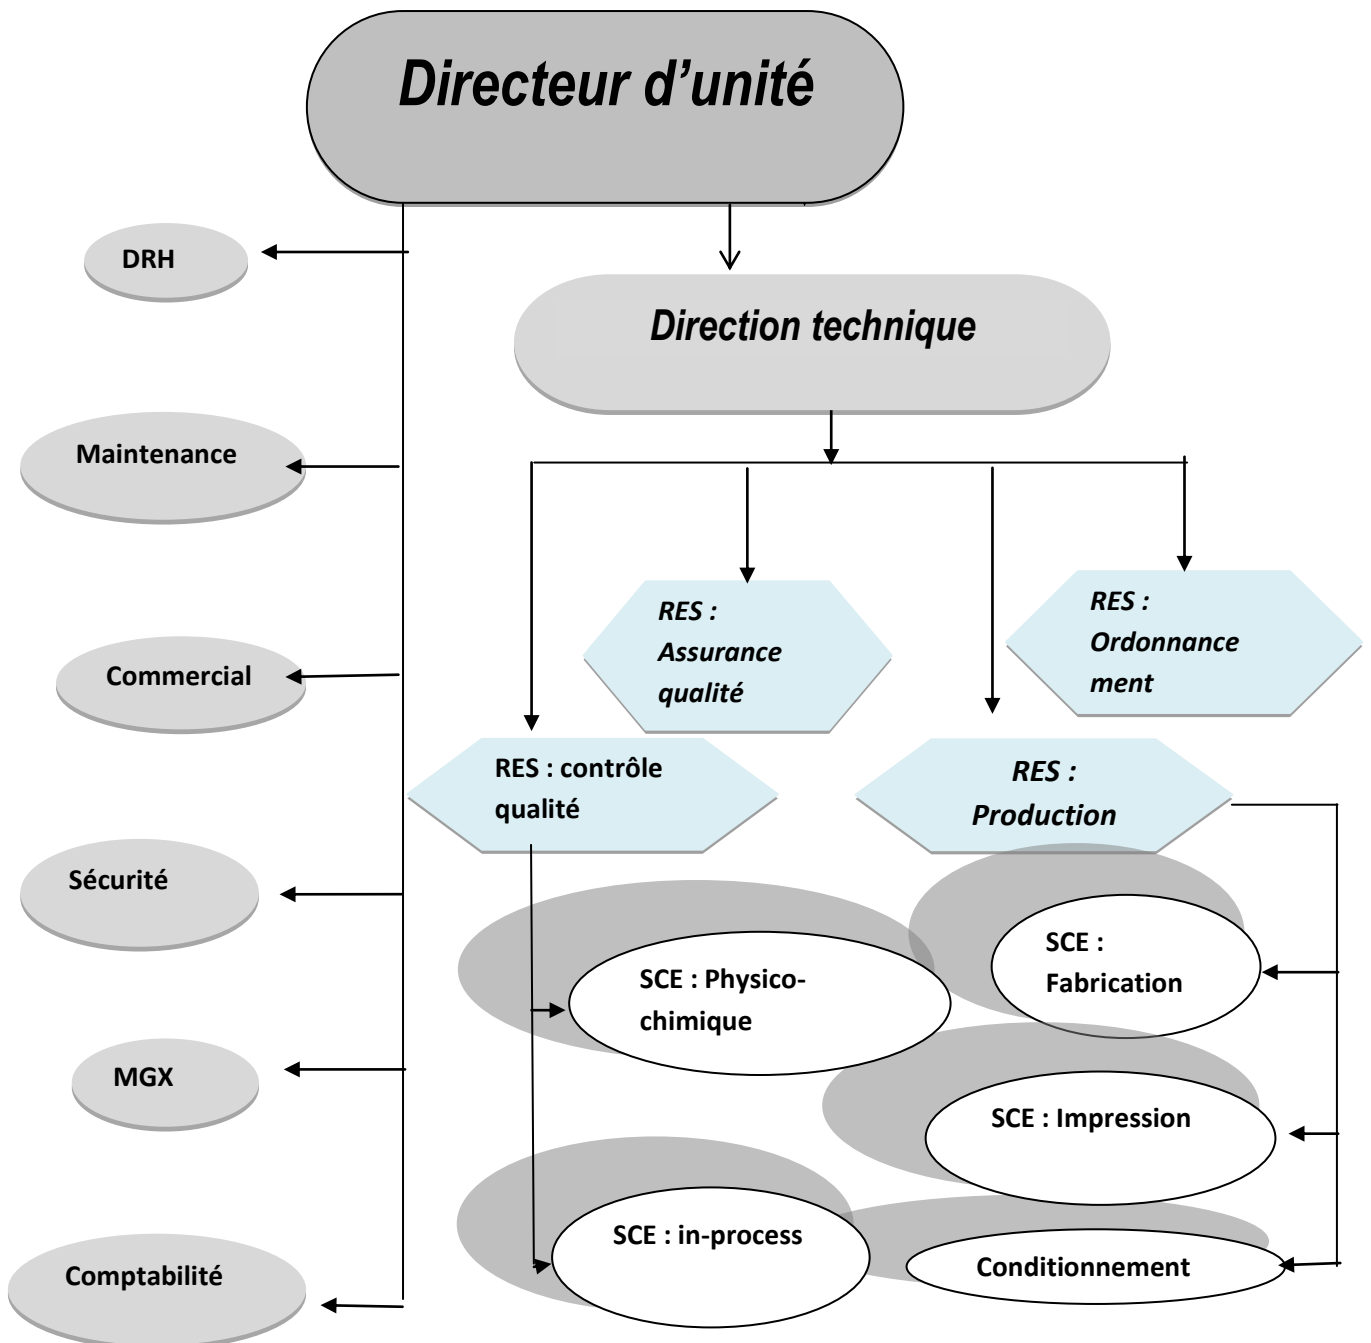 Directeur d’unité
DRH
Direction technique
Maintenance
RES :
Assurance
qualité
RES :
Ordonnance
ment
Commercial
RES : contrôle
qualité
RES :
Production
Sécurité
SCE : Physico-
chimique
SCE :
Fabrication
MGX
SCE : Impression
SCE : in-process
Conditionnement
Comptabilité